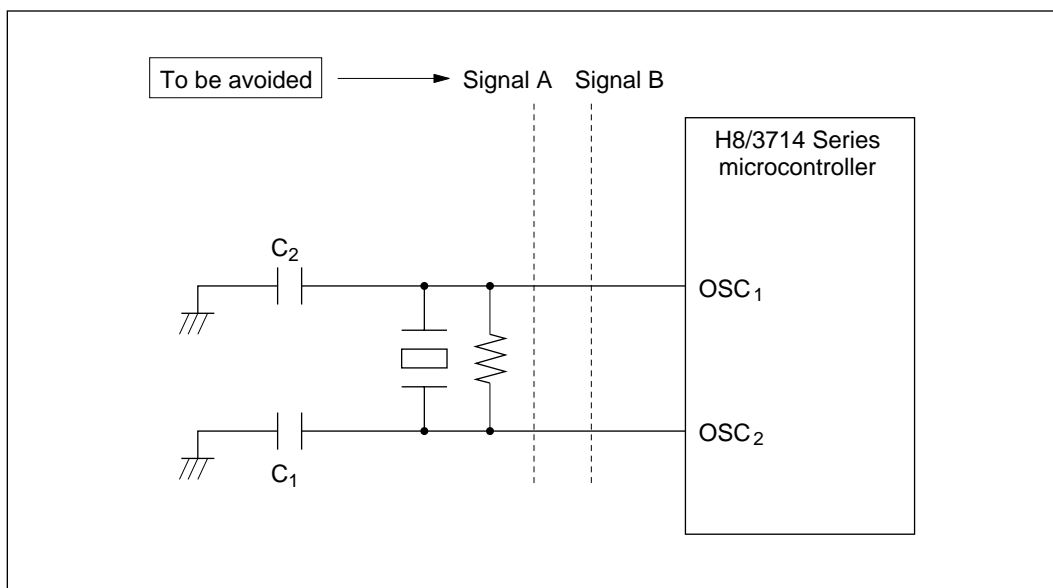 To be avoided
Signal A
Signal B
H8/3714 Series
microcontroller
C2
OSC1
OSC2
C1